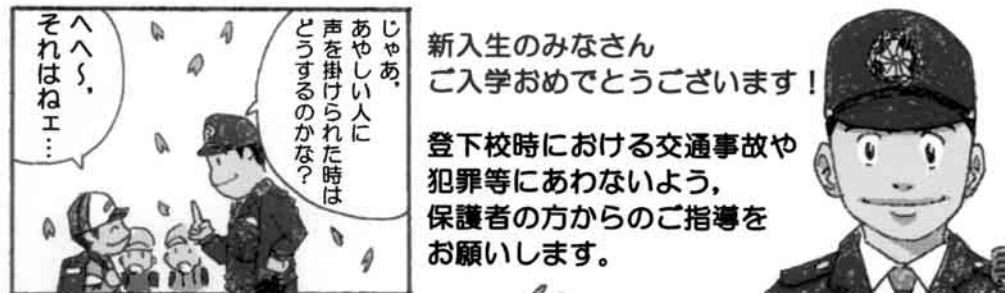 じゃあ,
あやしい人に
声を掛けられた時は
どうするのかな？
へへ〜,
それはねェ…
新入生のみなさん
ご入学おめでとうございます！
登下校時における交通事故や
犯罪等にあわないよう,
保護者の方からのご指導を
お願いします。